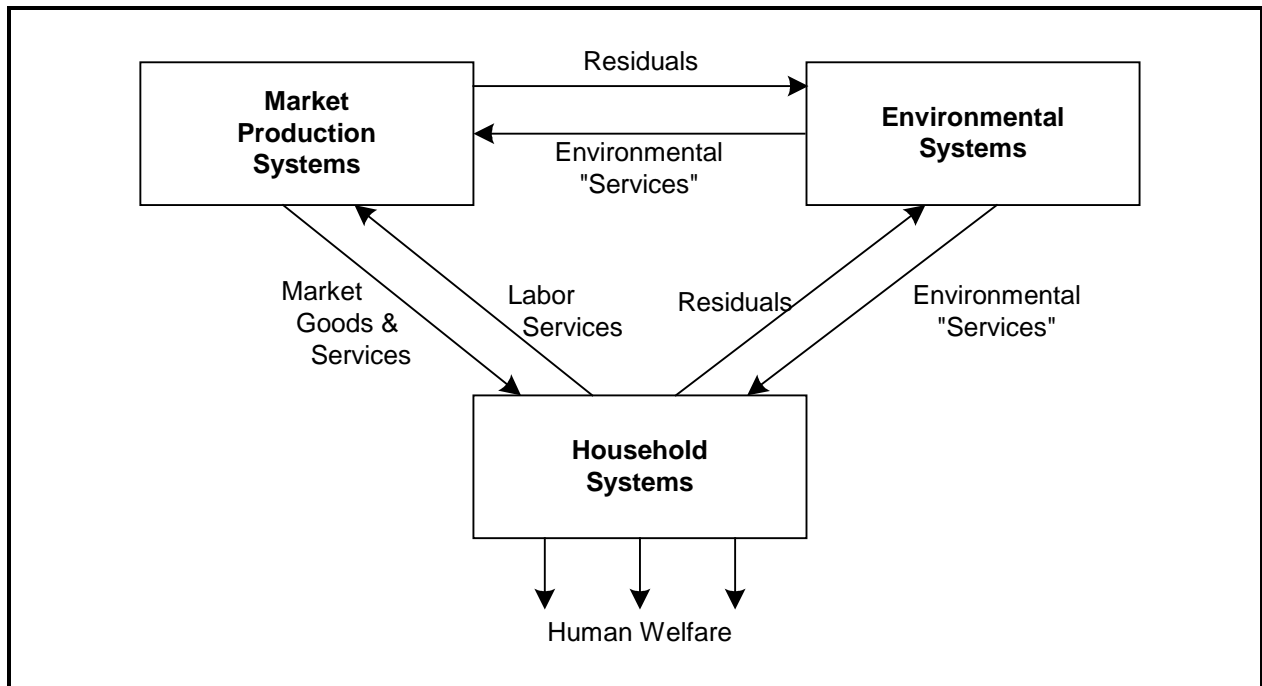 Residuals
Market
Production
Systems
Environmental
Systems
Environmental
"Services"
Market
Goods &
Services
Labor
Services
Residuals
Environmental
"Services"
Household
Systems
Human Welfare